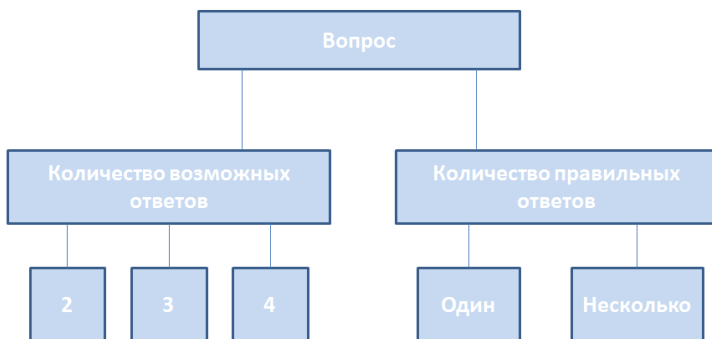 Вопрос
Количество возможных
ответов
Количество правильных
ответов
2
3
4
Один
Несколько